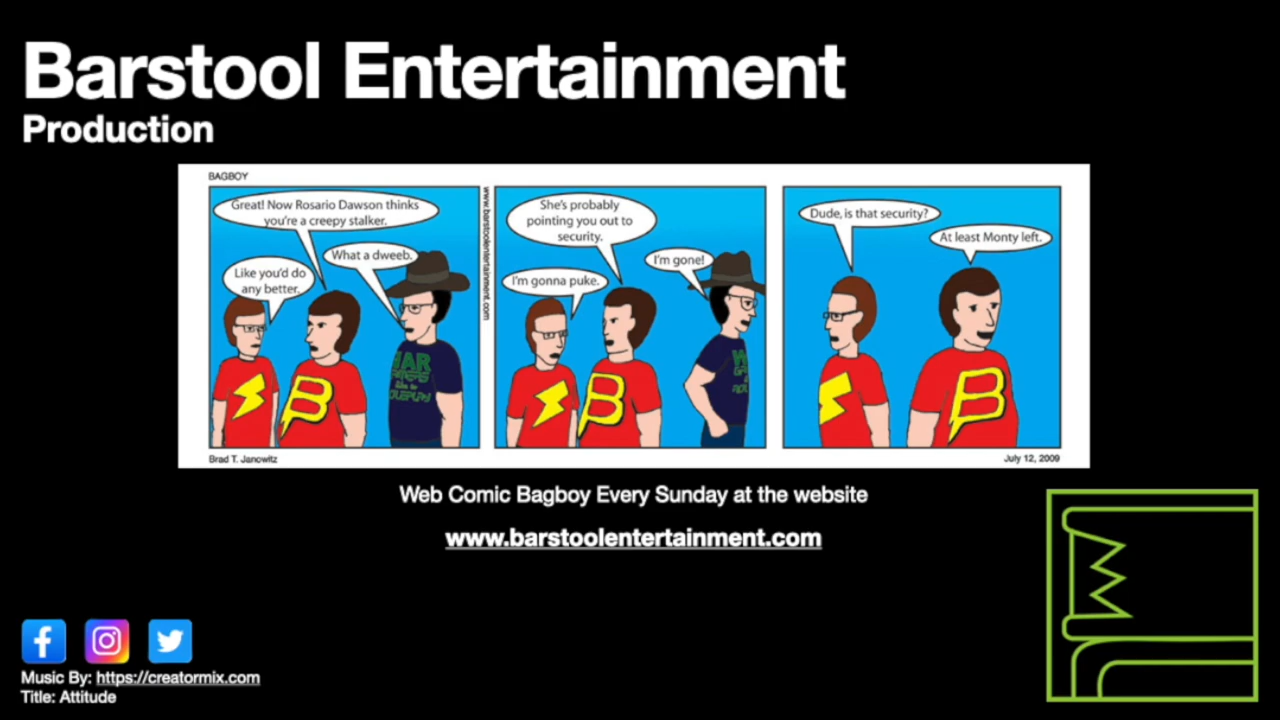 Barstool Entertainment
Production
BAGBOY
Great! Now Rosario Dawson thinks
you're a creepy stalker.
What a dweeb.
Like you'd do
any better.
www.barstoolentertainment.com
She's probably
pointing you out to
security.
I'm gone!
I'm gonna puke.
Dude, is that security?
At least Monty left.
Brad T. Janowitz
July 12, 2009
Web Comic Bagboy Every Sunday at the website
www.barstoolentertainment.com
Music By: https://creatormix.com
Title: Attitude